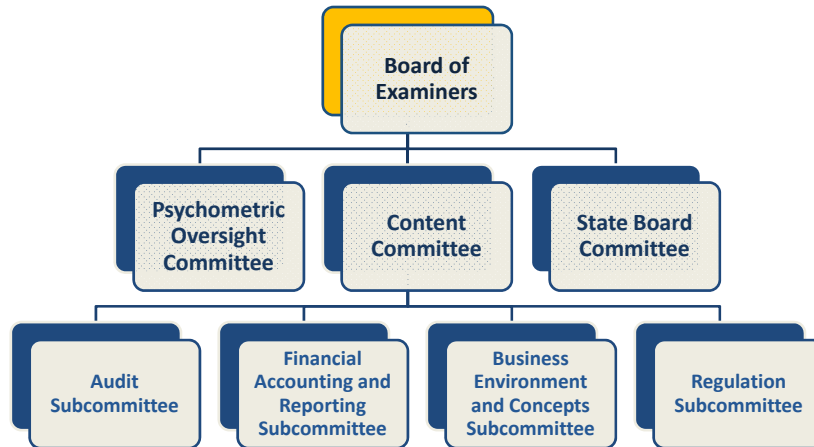 Board of
Examiners
Psychometric
Oversight
Committee
Content
Committee
State Board
Committee
Audit
Subcommittee
Financial
Accounting and
Reporting
Subcommittee
Business
Environment
and Concepts
Subcommittee
Regulation
Subcommittee